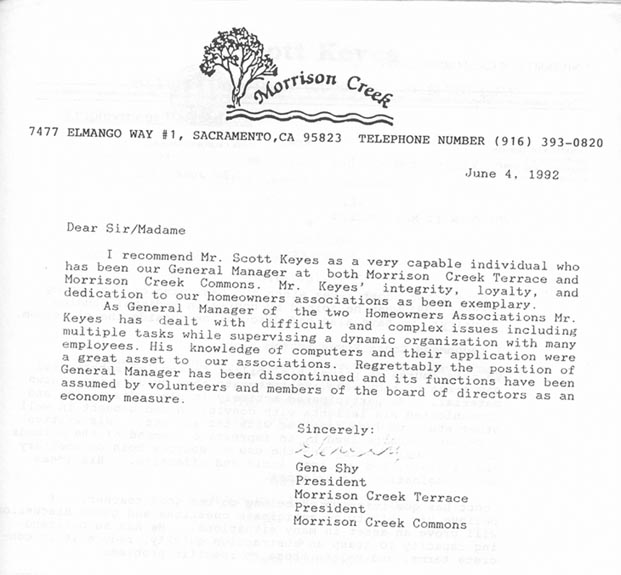 Morrison Creek
7477 ELMANGO WAY #1, SACRAMENTO,CA 95823 TELEPHONE NUMBER (916) 393-0820
June 4, 1992
Dear Sir/Madame
I recommend Mr. Scott Keyes as a very capable individual who
has been our General Manager at both Morrison Creek Terrace and
Morrison Creek Commons. Mr. Keyes' integrity, loyalty, and
dedication to our homeowners associations as been exemplary.
As General Manager of the two Homeowners Associations Mr.
Keyes has dealt with difficult and complex issues including
multiple tasks while supervising a dynamic organization with many
employees. His knowledge of computers and their application were
a great asset to our associations. Regrettably the position of
General Manager has been discontinued and its functions have been
assumed by volunteers and members of the board of directors as an
economy measure.
Sincerely:
Gene Shy
President
Morrison Creek Terrace
President
Morrison Creek Commons